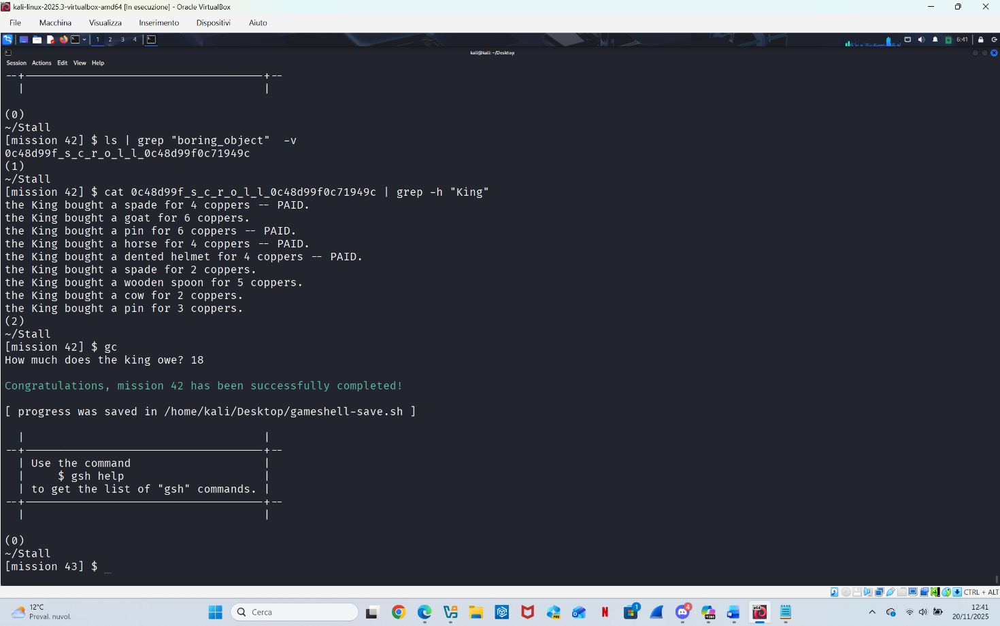 kali-linux-2025.3-virtualbox-amd64 [In esecuzione] - Oracle VirtualBox
File Macchina Visualizza Inserimento Dispositivi Aiuto
1 2 3 4 6:41
kali@kali: ~/Desktop
Session Actions Edit View Help
(0)
~/Stall
[mission 42] $ ls | grep "boring_object"  -v
0c48d99f_s_c_r_o_l_l_0c48d99f0c71949c
(1)
~/Stall
[mission 42] $ cat 0c48d99f_s_c_r_o_l_l_0c48d99f0c71949c | grep -h "King"
the King bought a spade for 4 coppers -- PAID.
the King bought a goat for 6 coppers.
the King bought a pin for 6 coppers -- PAID.
the King bought a horse for 4 coppers -- PAID.
the King bought a dented helmet for 4 coppers -- PAID.
the King bought a spade for 2 coppers.
the King bought a wooden spoon for 5 coppers.
the King bought a cow for 2 coppers.
the King bought a pin for 3 coppers.
(2)
~/Stall
[mission 42] $ gc
How much does the king owe? 18
Congratulations, mission 42 has been successfully completed!
[ progress was saved in /home/kali/Desktop/gameshell-save.sh ]
Use the command
$ gsh help
to get the list of "gsh" commands.
(0)
~/Stall
[mission 43] $ _
CTRL + ALT
12°C
Preval. nuvol.
Cerca
1
4
12:41
20/11/2025